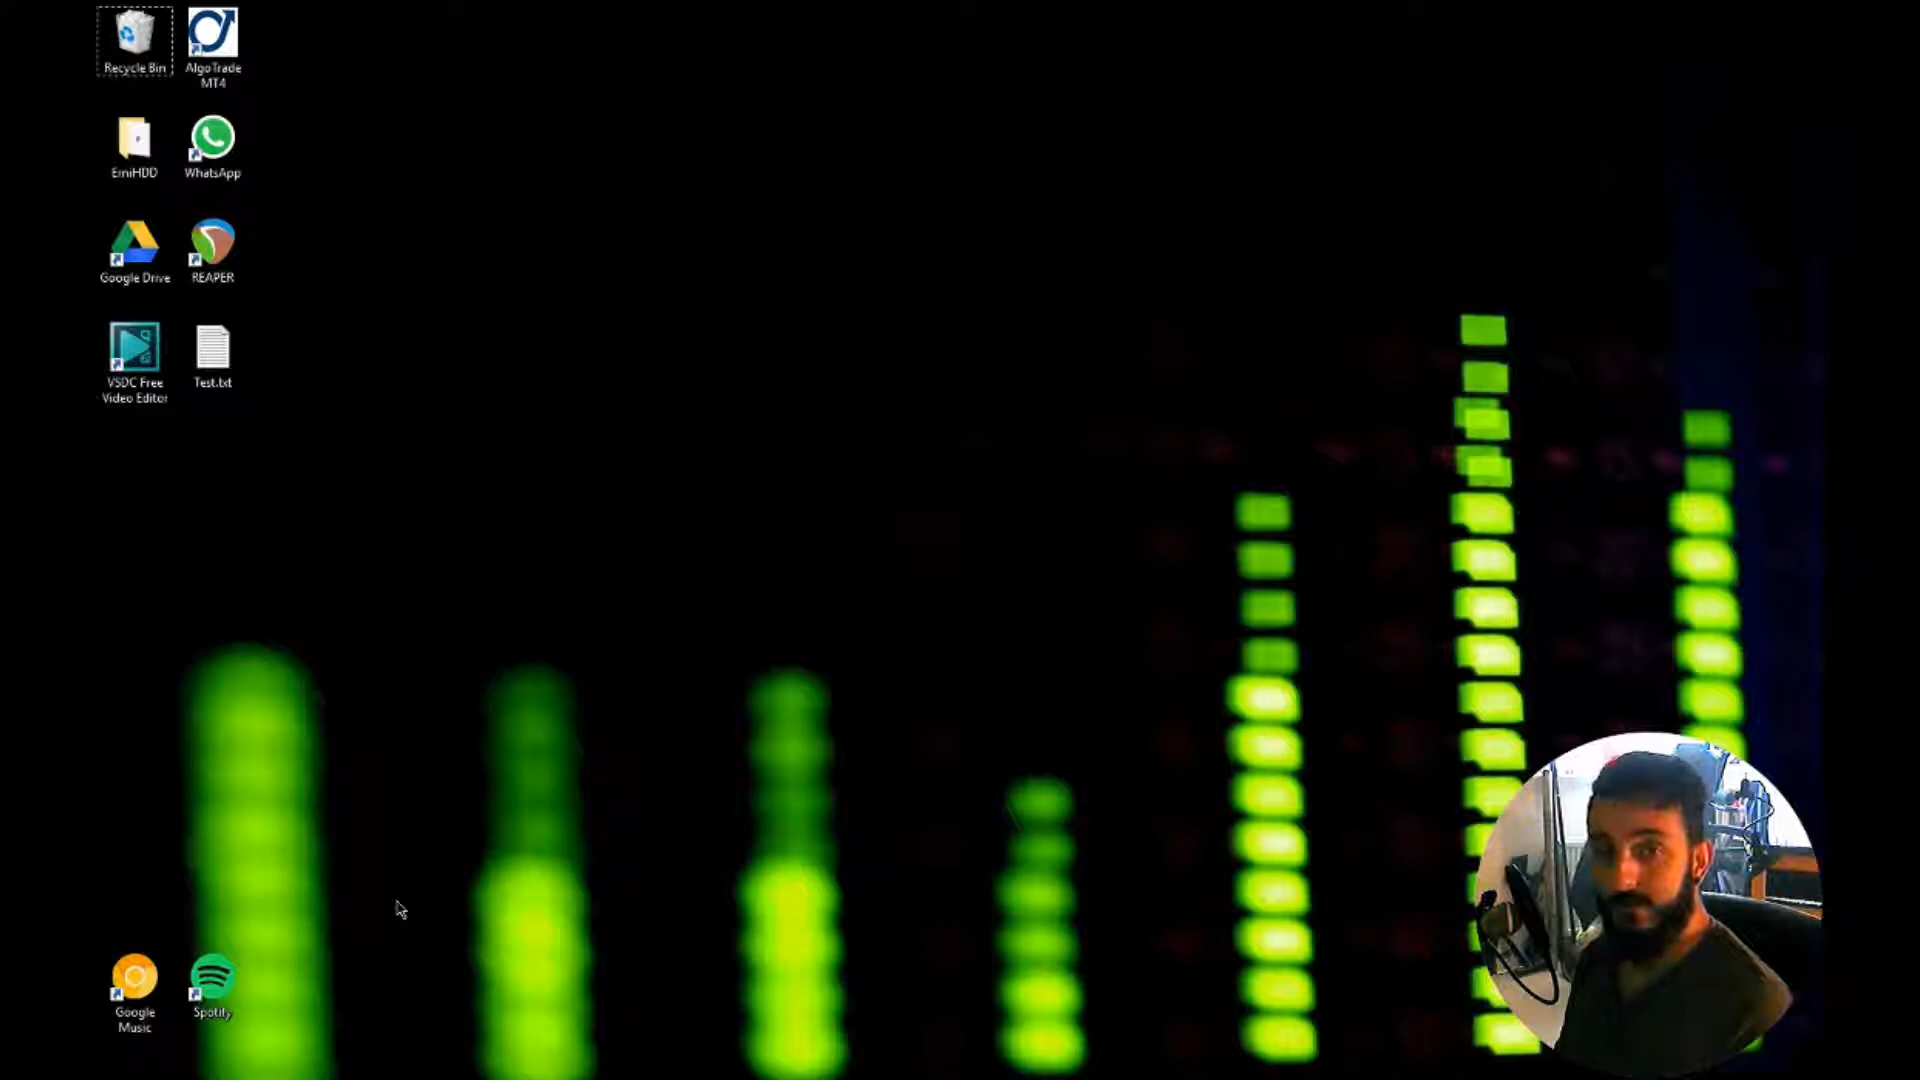 Recycle Bin
AlgoTrade
MT4
EmiHDD
WhatsApp
Google Drive
REAPER
VSDC Free
Video Editor
Test.txt
Google
Music
Spotify